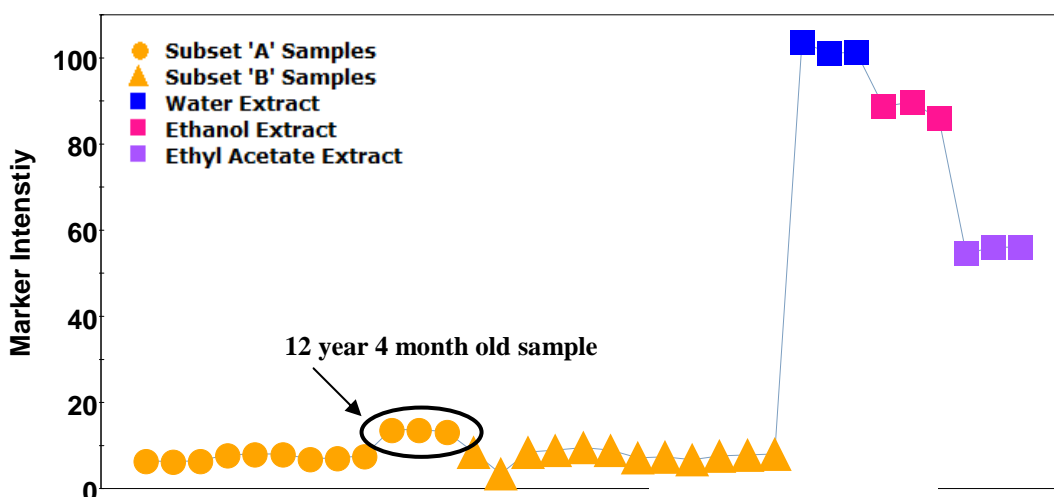 100
80
60
40
20
0
Marker Intenstiy
Subset 'A' Samples
Subset 'B' Samples
Water Extract
Ethanol Extract
Ethyl Acetate Extract
12 year 4 month old sample